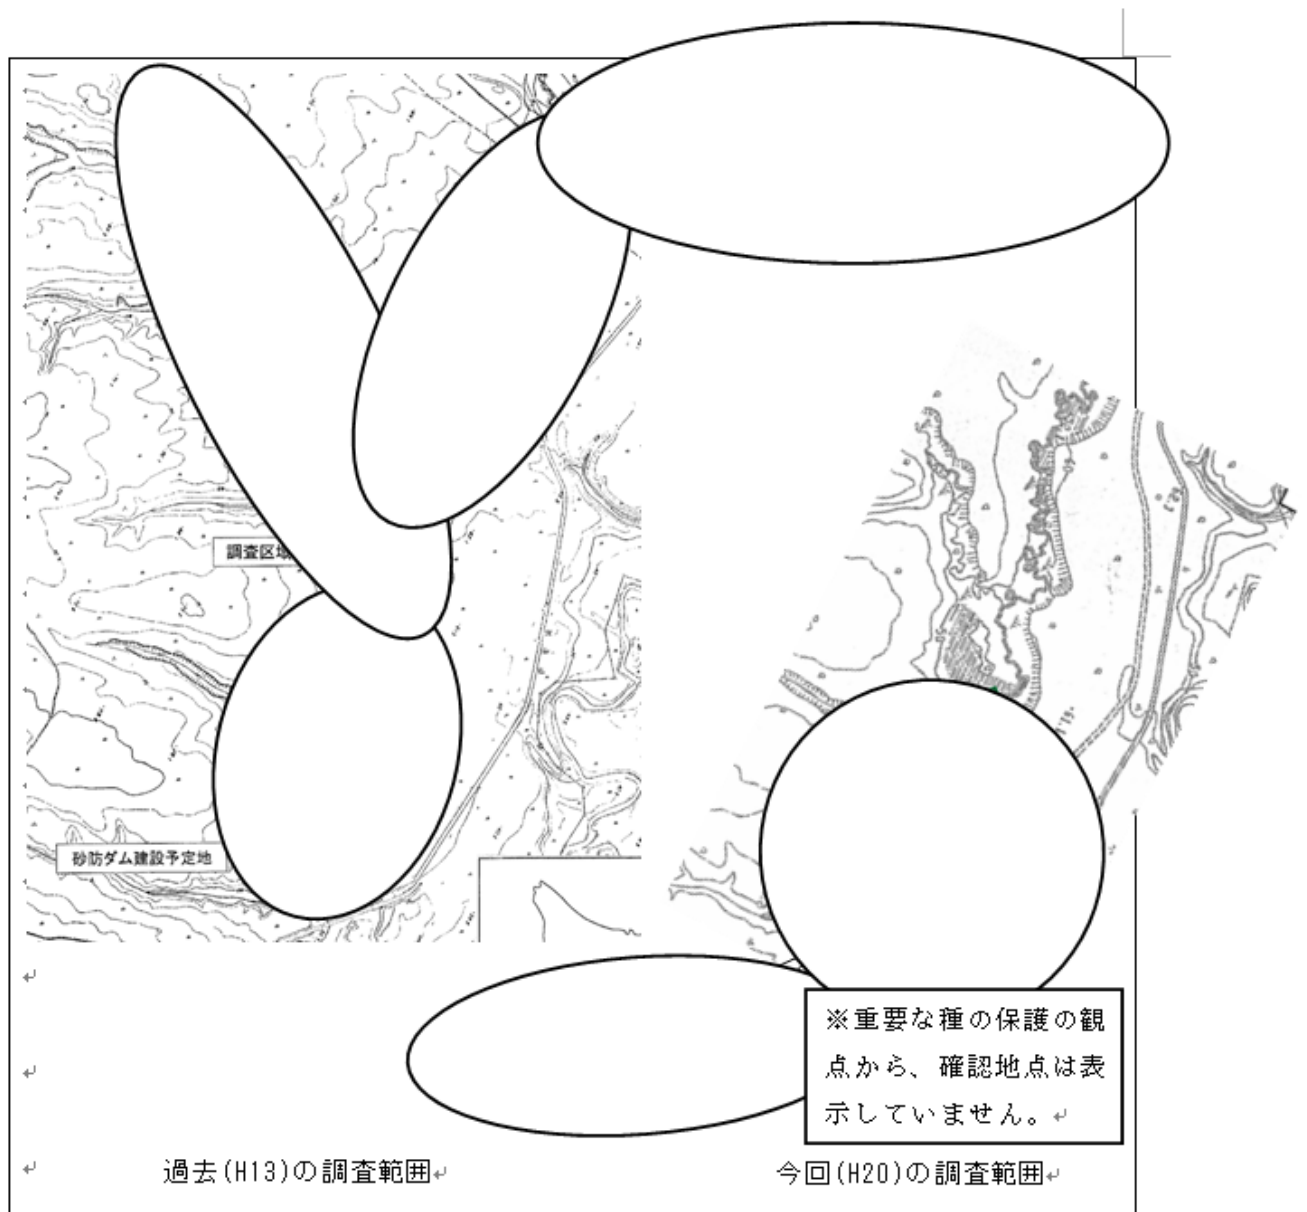 調査区域
砂防ダム建設予定地
※重要な種の保護の観
点から、確認地点は表
示していません。
過去(H13)の調査範囲
今回(H20)の調査範囲